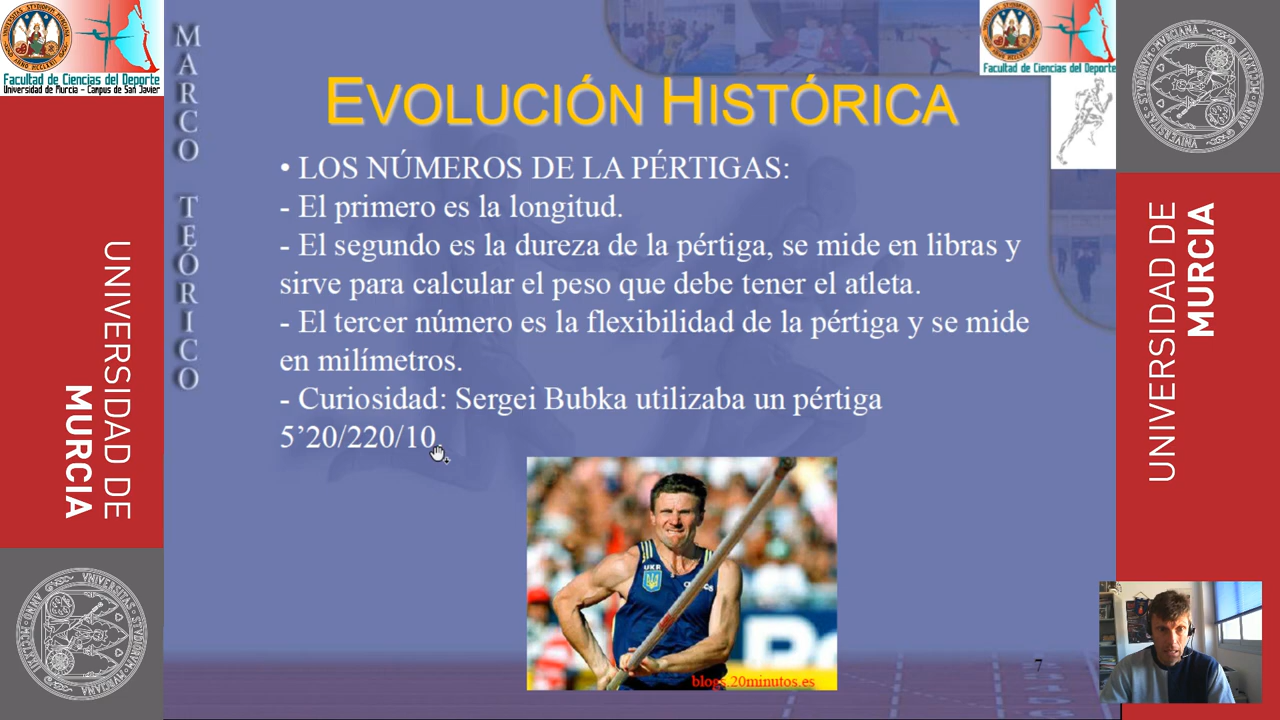 Facultad de Ciencias del Deporte
Universidad de Murcia - Campus de San Javier
UNIVERSIDAD DE
MURCIA
MARCO TEÓRICO
EVOLUCIÓN HISTÓRICA
• LOS NÚMEROS DE LA PÉRTIGAS:
- El primero es la longitud.
- El segundo es la dureza de la pértiga, se mide en libras y
sirve para calcular el peso que debe tener el atleta.
- El tercer número es la flexibilidad de la pértiga y se mide
en milímetros.
- Curiosidad: Sergei Bubka utilizaba un pértiga
5’20/220/10.
UKR
blogs.20minutos.es
7
Facultad de Ciencias del Deporte
UNIVERSIDAD DE
MURCIA